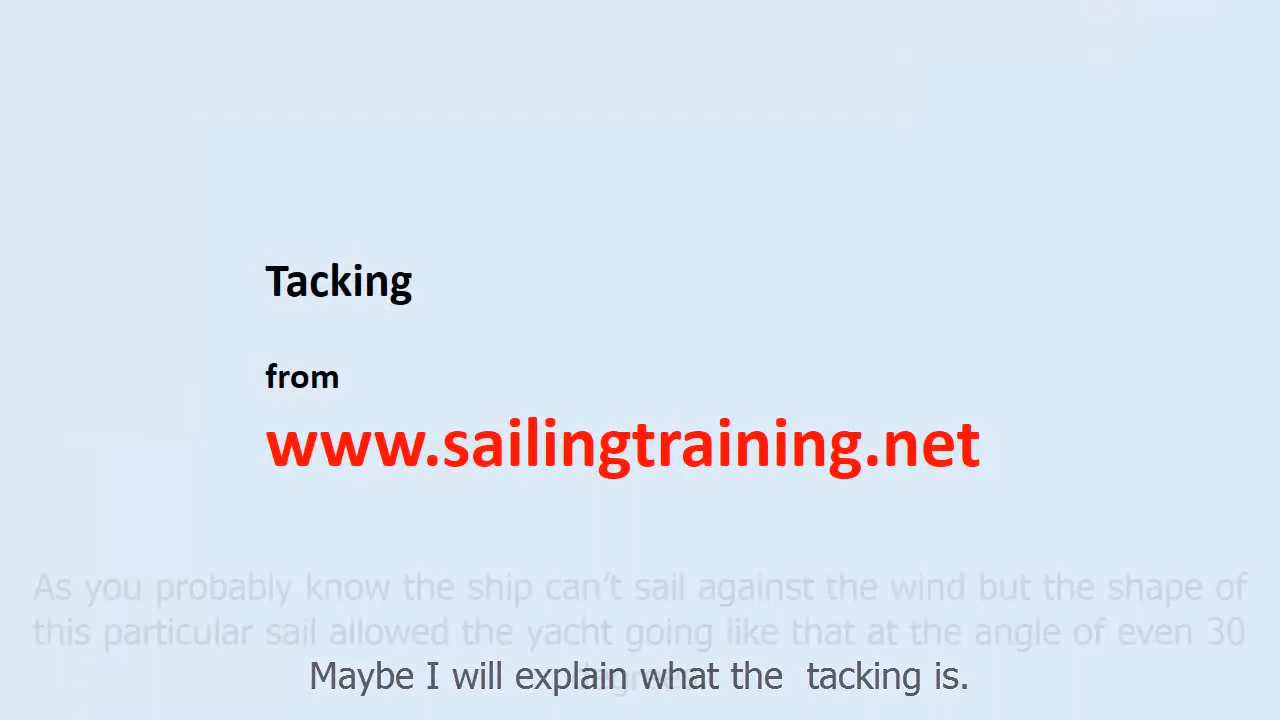 Tacking
from
www.sailingtraining.net
As you probably know the ship can't sail against the wind but the shape of
this particular sail allowed the yacht going like that at the angle of even 30
Maybe I will explain what the tacking is.